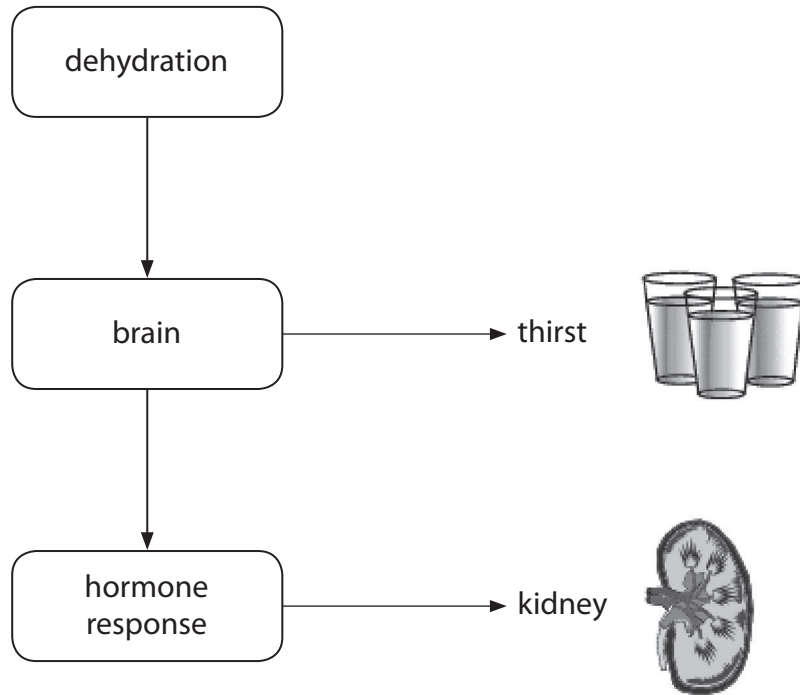 dehydration
brain
thirst
hormone
response
kidney